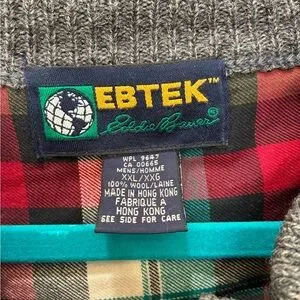 EBTEK™
Eddie Bauer®
WPL 9647
CA 00665
MENS/HOMME
XXL/XXG
100% WOOL/LAINE
MADE IN HONG KONG
FABRIQUE A
HONG KONG
SEE SIDE FOR CARE